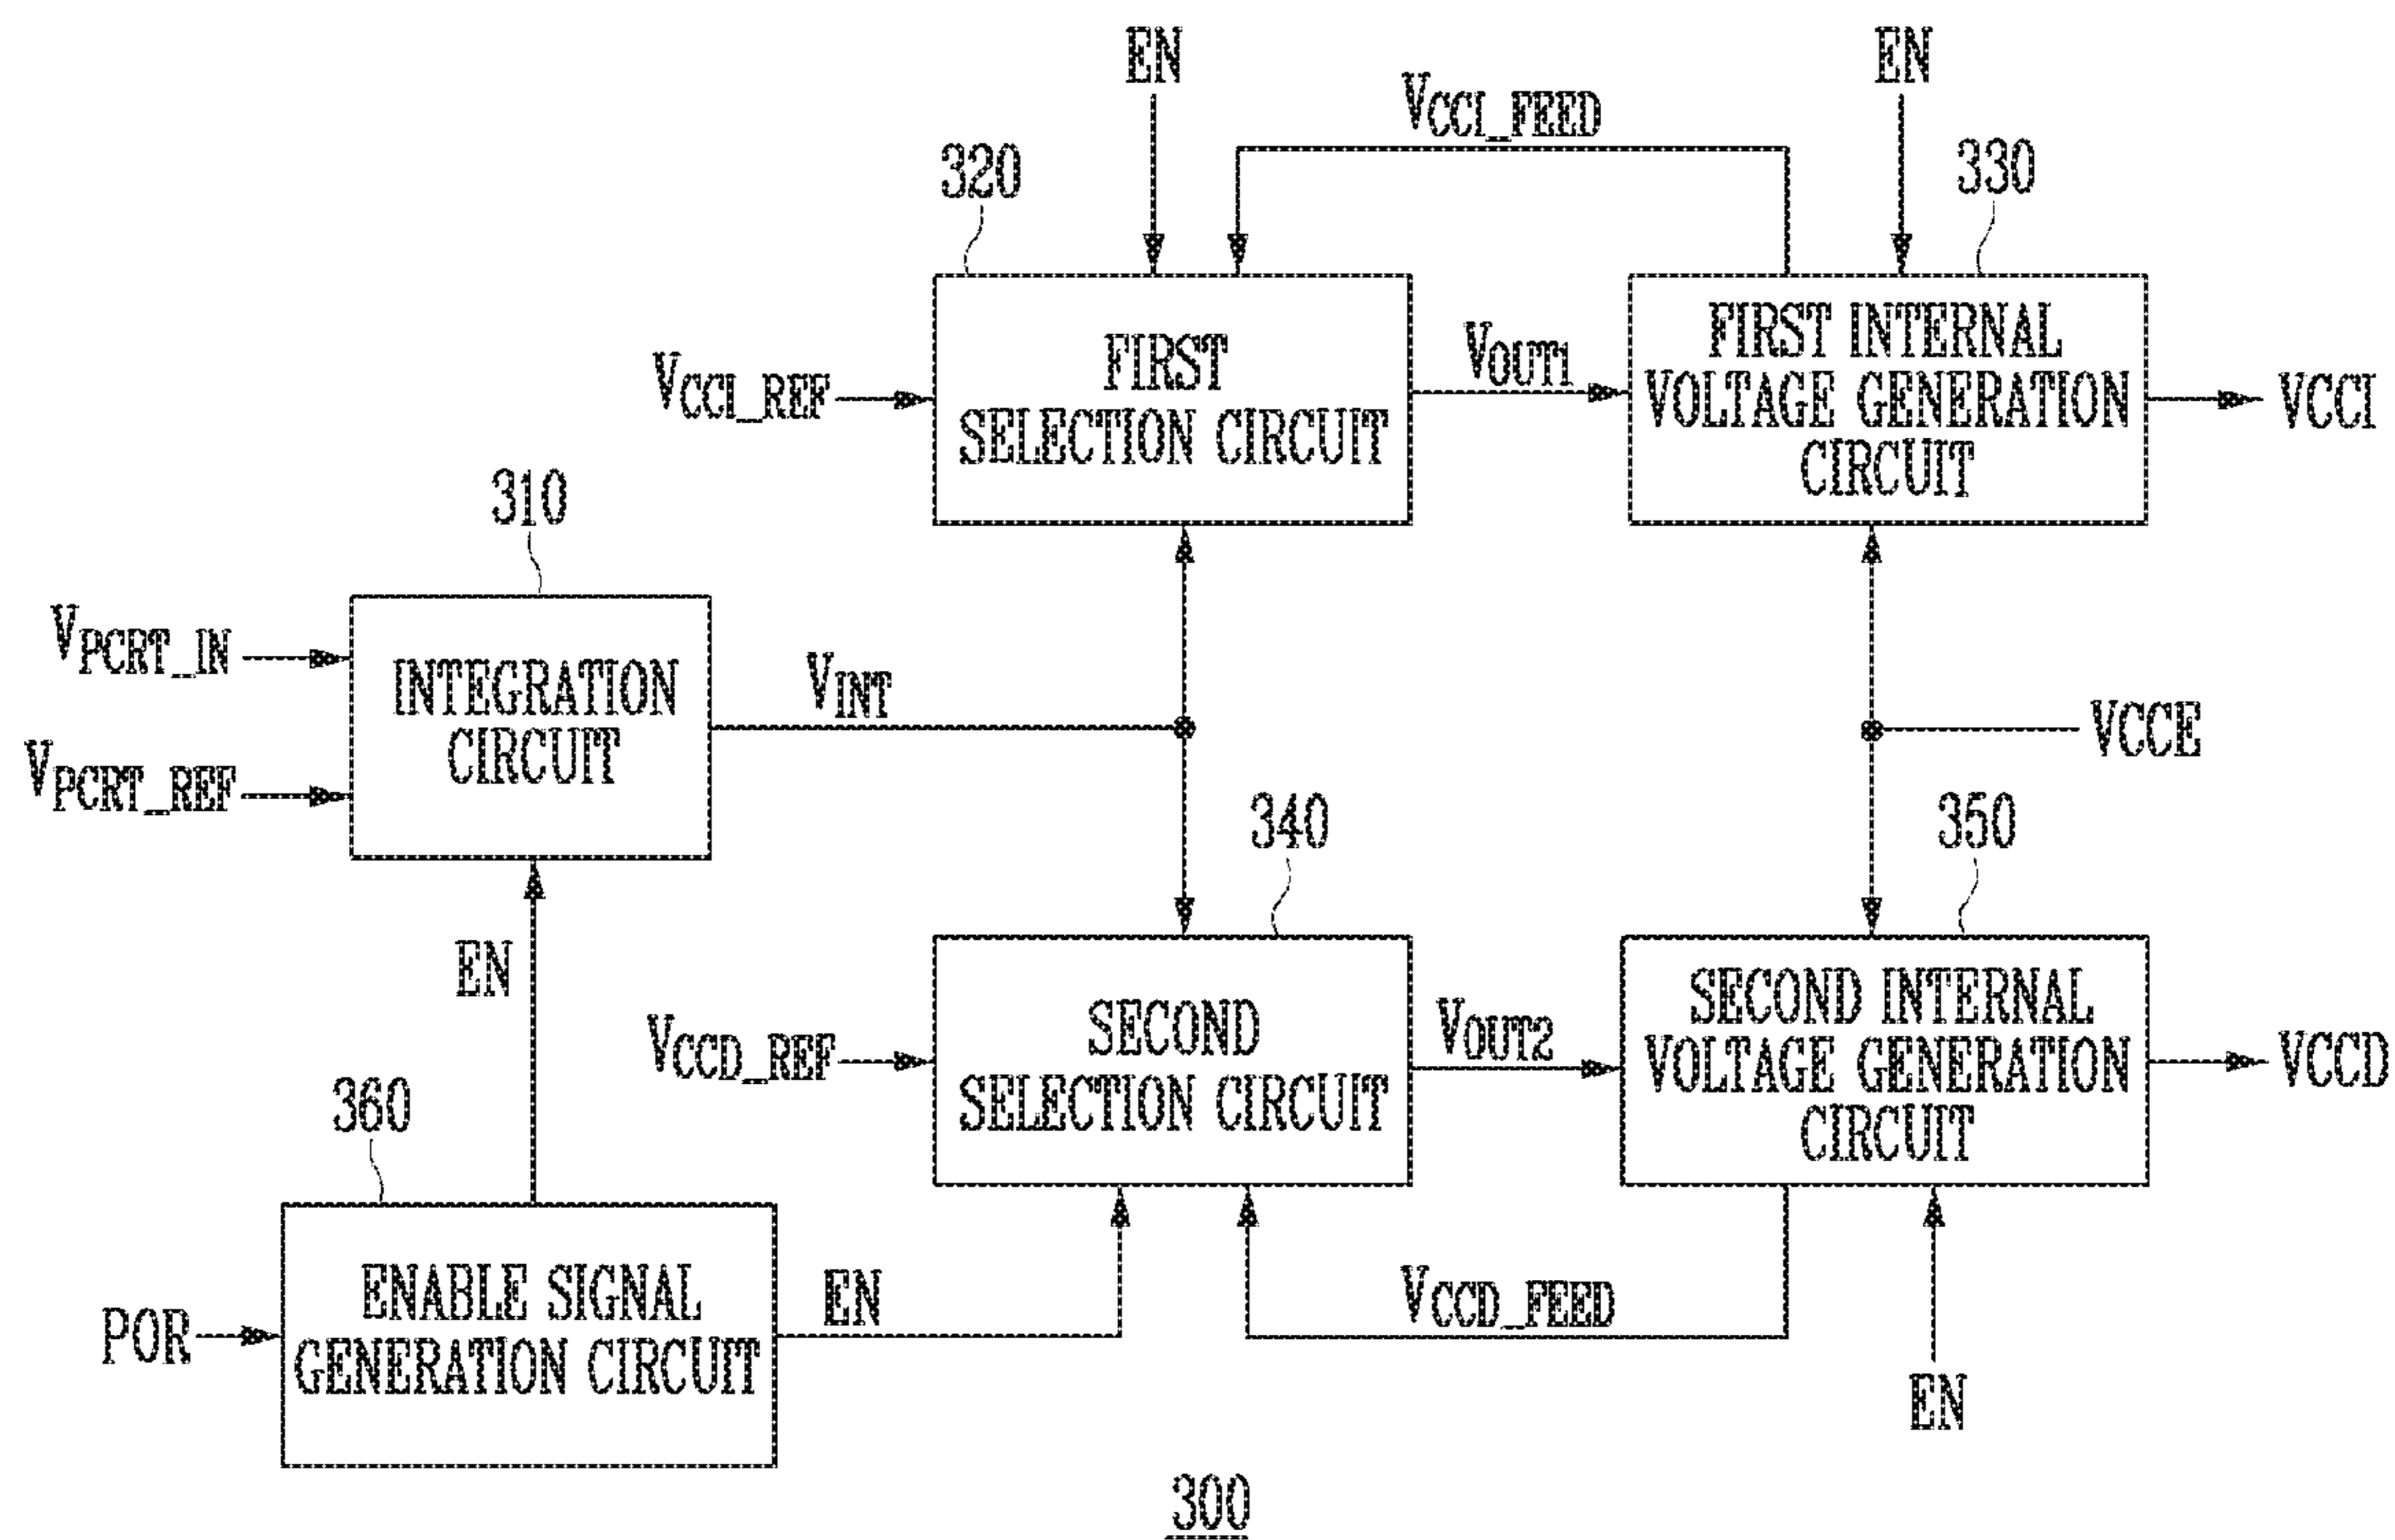 EN
EN
VCCI_FEED
320
330
FIRST
SELECTION CIRCUIT
VOUT1
FIRST INTERNAL
VOLTAGE GENERATION
CIRCUIT
VCCI_REF
VCCI
310
VPCRT_IN
INTEGRATION
CIRCUIT
VINT
VCCE
VPCRT_REF
340
350
EN
SECOND
SELECTION CIRCUIT
VOUT2
SECOND INTERNAL
VOLTAGE GENERATION
CIRCUIT
VCCD_REF
VCCD
360
ENABLE SIGNAL
GENERATION CIRCUIT
EN
VCCD_FEED
POR
EN
300